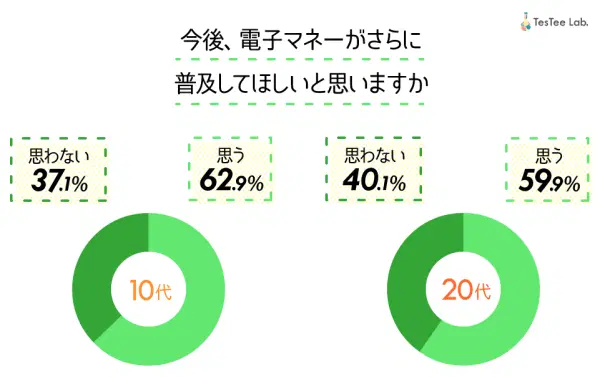 TesTee Lab.
今後、電子マネーがさらに
普及してほしいと思いますか
思わない
37.1%
思う
62.9%
思わない
40.1%
思う
59.9%
10代
20代